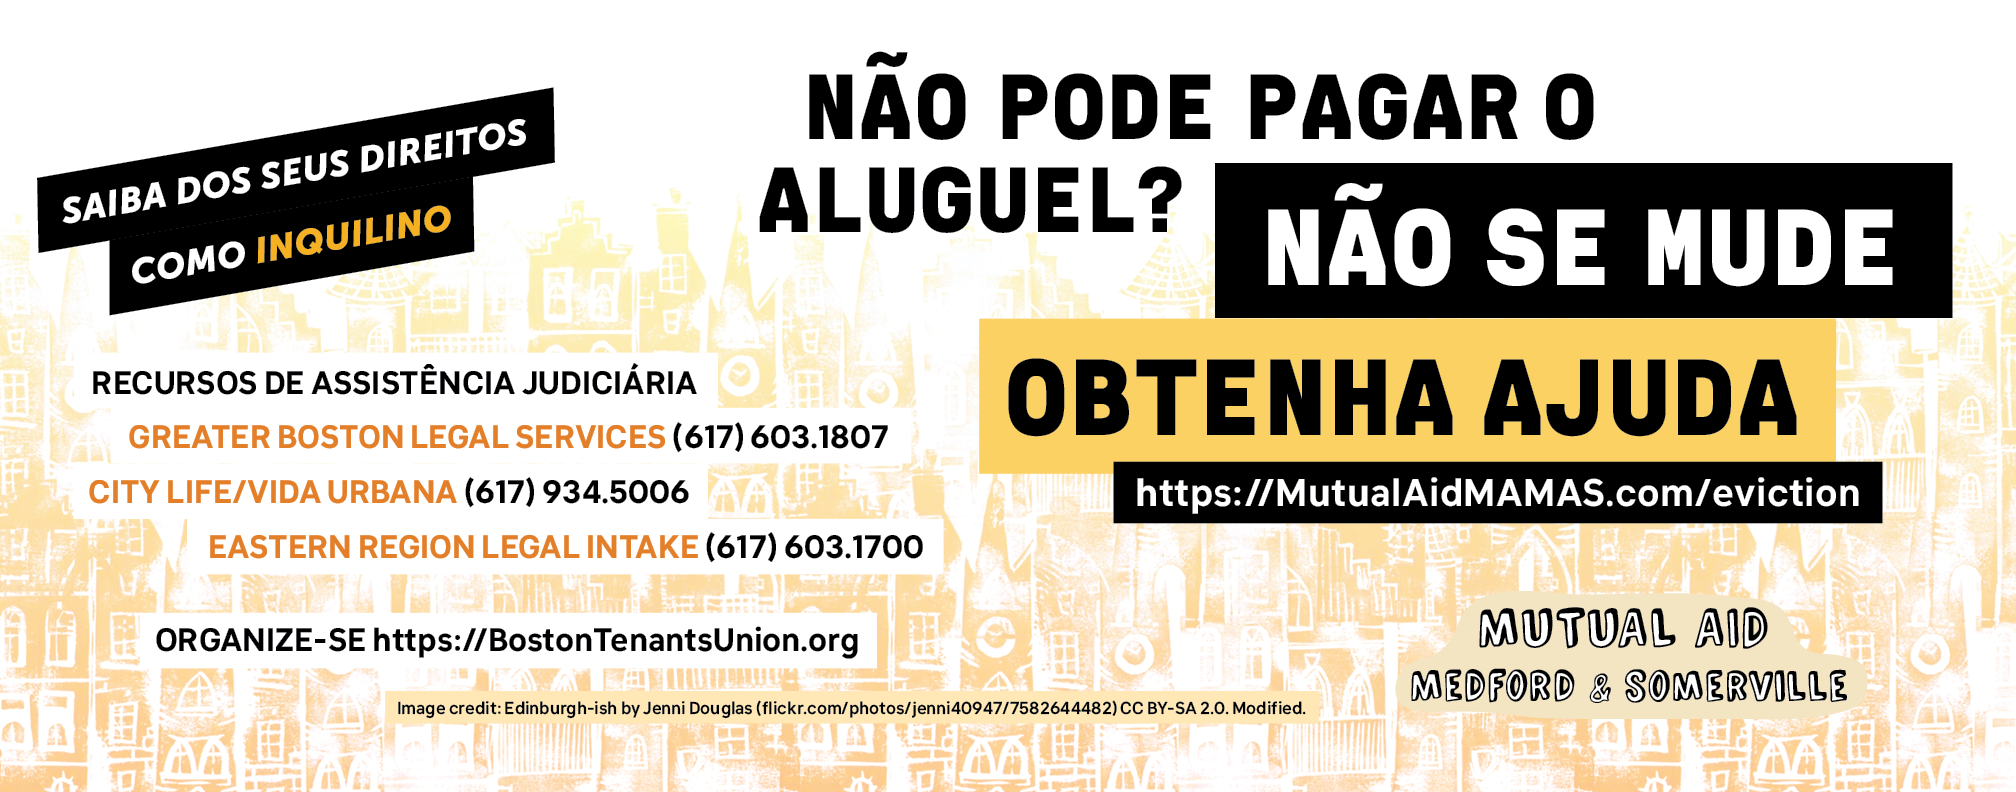 SAIBA DOS SEUS DIREITOS
COMO INQUILINO
RECURSOS DE ASSISTÊNCIA JUDICIÁRIA
GREATER BOSTON LEGAL SERVICES (617) 603.1807
CITY LIFE/VIDA URBANA (617) 934.5006
EASTERN REGION LEGAL INTAKE (617) 603.1700
ORGANIZE-SE https://BostonTenantsUnion.org
NÃO PODE PAGAR O
ALUGUEL? NÃO SE MUDE
OBTENHA AJUDA
https://MutualAidMAMAS.com/eviction
MUTUAL AID
MEDFORD & SOMERVILLE
Image credit: Edinburgh-ish by Jenni Douglas (flickr.com/photos/jenni40947/7582644482) CC BY-SA 2.0. Modified.